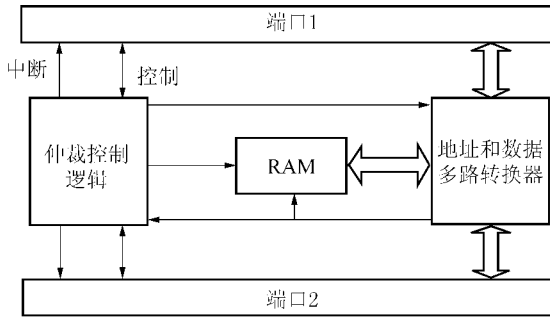 端口1
中断
控制
仲裁控制
逻辑
RAM
地址和数据
多路转换器
端口2